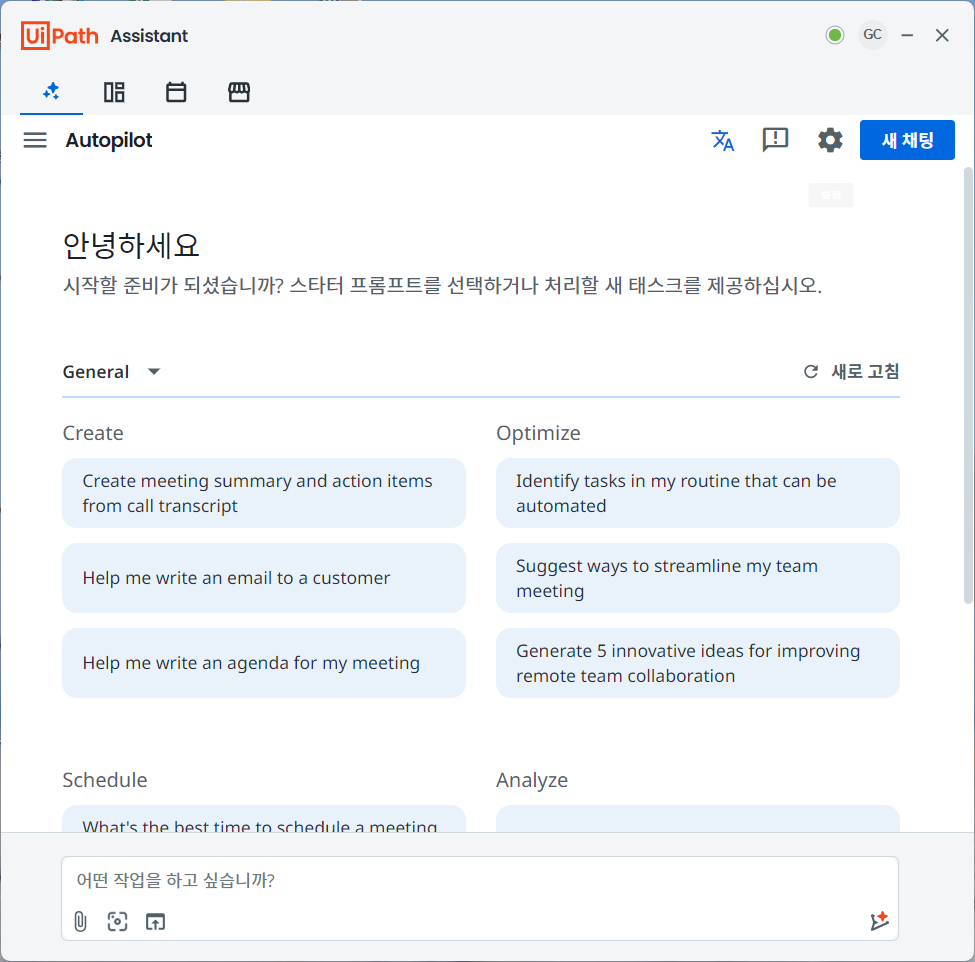 UiPath Assistant
GC
Autopilot
새 채팅
안녕하세요
시작할 준비가 되셨습니까? 스타터 프롬프트를 선택하거나 처리할 새 태스크를 제공하십시오.
General
새로 고침
Create
Create meeting summary and action items
from call transcript
Help me write an email to a customer
Help me write an agenda for my meeting
Optimize
Identify tasks in my routine that can be
automated
Suggest ways to streamline my team
meeting
Generate 5 innovative ideas for improving
remote team collaboration
Schedule
What's the best time to schedule a meeting
Analyze
어떤 작업을 하고 싶습니까?